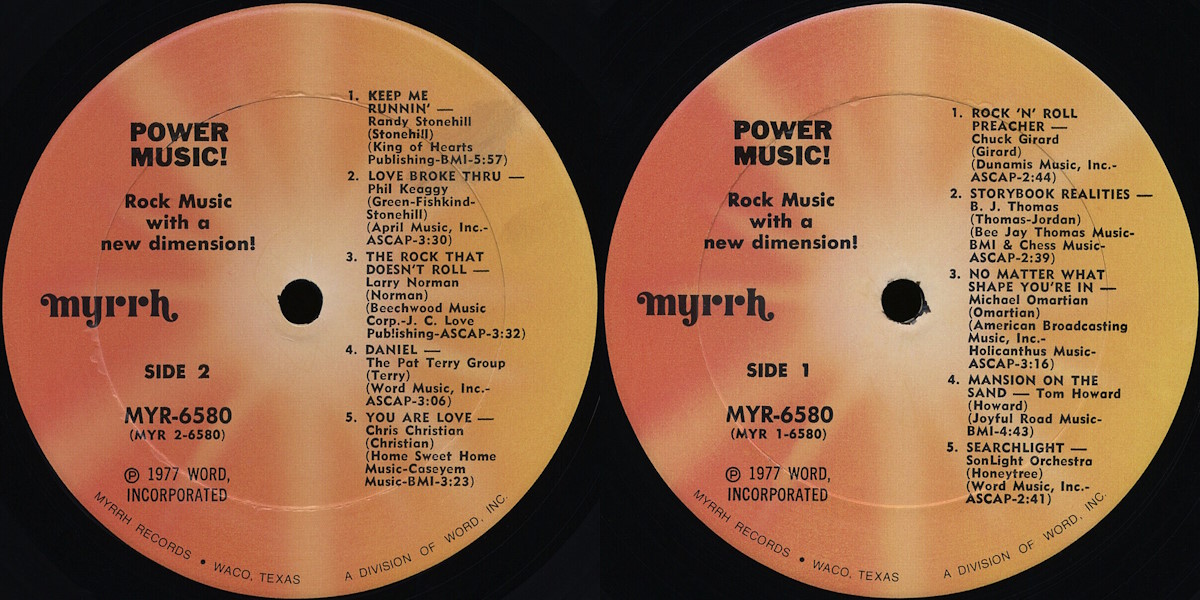 POWER
MUSIC!
Rock Music
with a
new dimension!
myrrh
SIDE 2
MYR-6580
(MYR 2-6580)
℗ 1977 WORD,
INCORPORATED
1. KEEP ME
RUNNIN' —
Randy Stonehill
(Stonehill)
(King of Hearts
Publishing-BMI-5:57)
2. LOVE BROKE THRU —
Phil Keaggy
(Green-Fishkind-
Stonehill)
(April Music, Inc.-
ASCAP-3:30)
3. THE ROCK THAT
DOESN'T ROLL —
Larry Norman
(Norman)
(Beechwood Music
Corp.-J. C. Love
Publishing-ASCAP-3:32)
4. DANIEL —
The Pat Terry Group
(Terry)
(Word Music, Inc.-
ASCAP-3:06)
5. YOU ARE LOVE —
Chris Christian
(Christian)
(Home Sweet Home
Music-Caseyem
Music-BMI-3:23)
MYRRH RECORDS • WACO, TEXAS A DIVISION OF WORD, INC.
POWER
MUSIC!
Rock Music
with a
new dimension!
myrrh
SIDE 1
MYR-6580
(MYR 1-6580)
℗ 1977 WORD,
INCORPORATED
1. ROCK 'N' ROLL
PREACHER —
Chuck Girard
(Girard)
(Dunamis Music, Inc.-
ASCAP-2:44)
2. STORYBOOK REALITIES —
B. J. Thomas
(Thomas-Jordan)
(Bee Jay Thomas Music-
BMI & Chess Music-
ASCAP-2:39)
3. NO MATTER WHAT
SHAPE YOU'RE IN —
Michael Omartian
(Omartian)
(American Broadcasting
Music, Inc.-
Holicanthus Music-
ASCAP-3:16)
4. MANSION ON THE
SAND — Tom Howard
(Howard)
(Joyful Road Music-
BMI-4:43)
5. SEARCHLIGHT —
SonLight Orchestra
(Honeytree)
(Word Music, Inc.-
ASCAP-2:41)
MYRRH RECORDS • WACO, TEXAS A DIVISION OF WORD, INC.